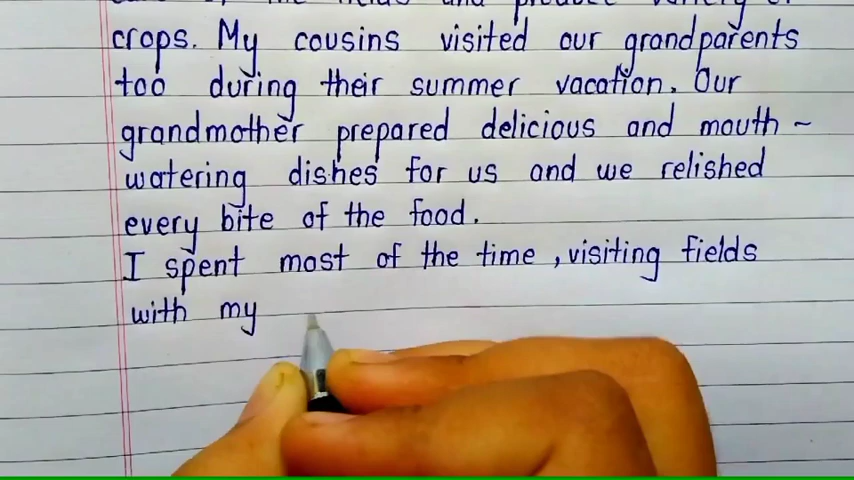 crops. My cousins visited our grandparents
too during their summer vacation. Our
grandmother prepared delicious and mouth-
watering dishes for us and we relished
every bite of the food.
I spent most of the time, visiting fields
with my